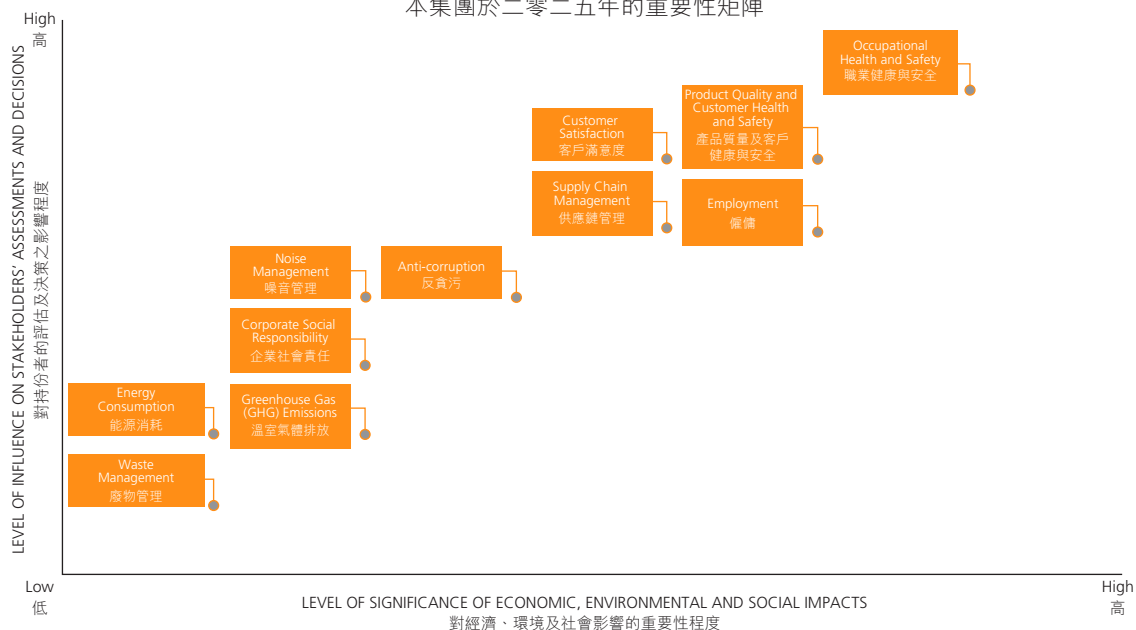 本集團於二零二五年的重要性矩陣
High
高
LEVEL OF INFLUENCE ON STAKEHOLDERS' ASSESSMENTS AND DECISIONS
對持份者的評估及決策之影響程度
Occupational
Health and Safety
職業健康與安全
Product Quality and
Customer Health
and Safety
產品質量及客戶
健康與安全
Customer
Satisfaction
客戶滿意度
Supply Chain
Management
供應鏈管理
Employment
僱傭
Noise
Management
噪音管理
Anti-corruption
反貪污
Corporate Social
Responsibility
企業社會責任
Energy
Consumption
能源消耗
Greenhouse Gas
(GHG) Emissions
溫室氣體排放
Waste
Management
廢物管理
Low
低
High
高
LEVEL OF SIGNIFICANCE OF ECONOMIC, ENVIRONMENTAL AND SOCIAL IMPACTS
對經濟、環境及社會影響的重要性程度